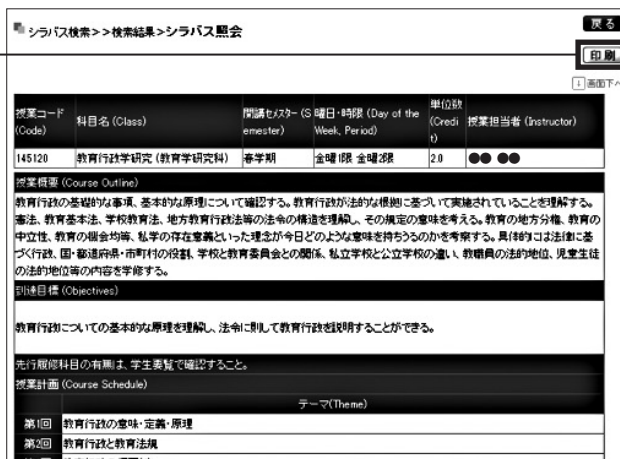 シラバス検索>>検索結果>シラバス照会
戻る
印刷
↓画面下へ
授業コード (Code) 科目名 (Class) 開講セメスター (Semester) 曜日・時限 (Day of the Week, Period) 単位数 (Credit) 授業担当者 (Instructor)
145120 教育行政学研究 (教育学研究科) 春学期 金曜1限 金曜2限 2.0 ●● ●●
授業概要 (Course Outline)
教育行政の基礎的な事項、基本的な原理について確認する。教育行政が法的な根拠に基づいて実施されていることを理解する。
憲法、教育基本法、学校教育法、地方教育行政法等の法令の構造を理解し、その規定の意味を考える。教育の地方分権、教育の
中立性、教育の機会均等、私学の存在意義といった理念が今日どのような意味を持ちうるのかを考察する。具体的には法律に基
づく行政、国・都道府県・市町村の役割、学校と教育委員会との関係、私立学校と公立学校の違い、教職員の法的地位、児童生徒
の法的地位等の内容を学修する。
到達目標 (Objectives)
教育行政についての基本的な原理を理解し、法令に則して教育行政を説明することができる。
先行履修科目の有無は、学生要覧で確認すること。
授業計画 (Course Schedule)
テーマ(Theme)
第1回 教育行政の意味・定義・原理
第2回 教育行政と教育法規